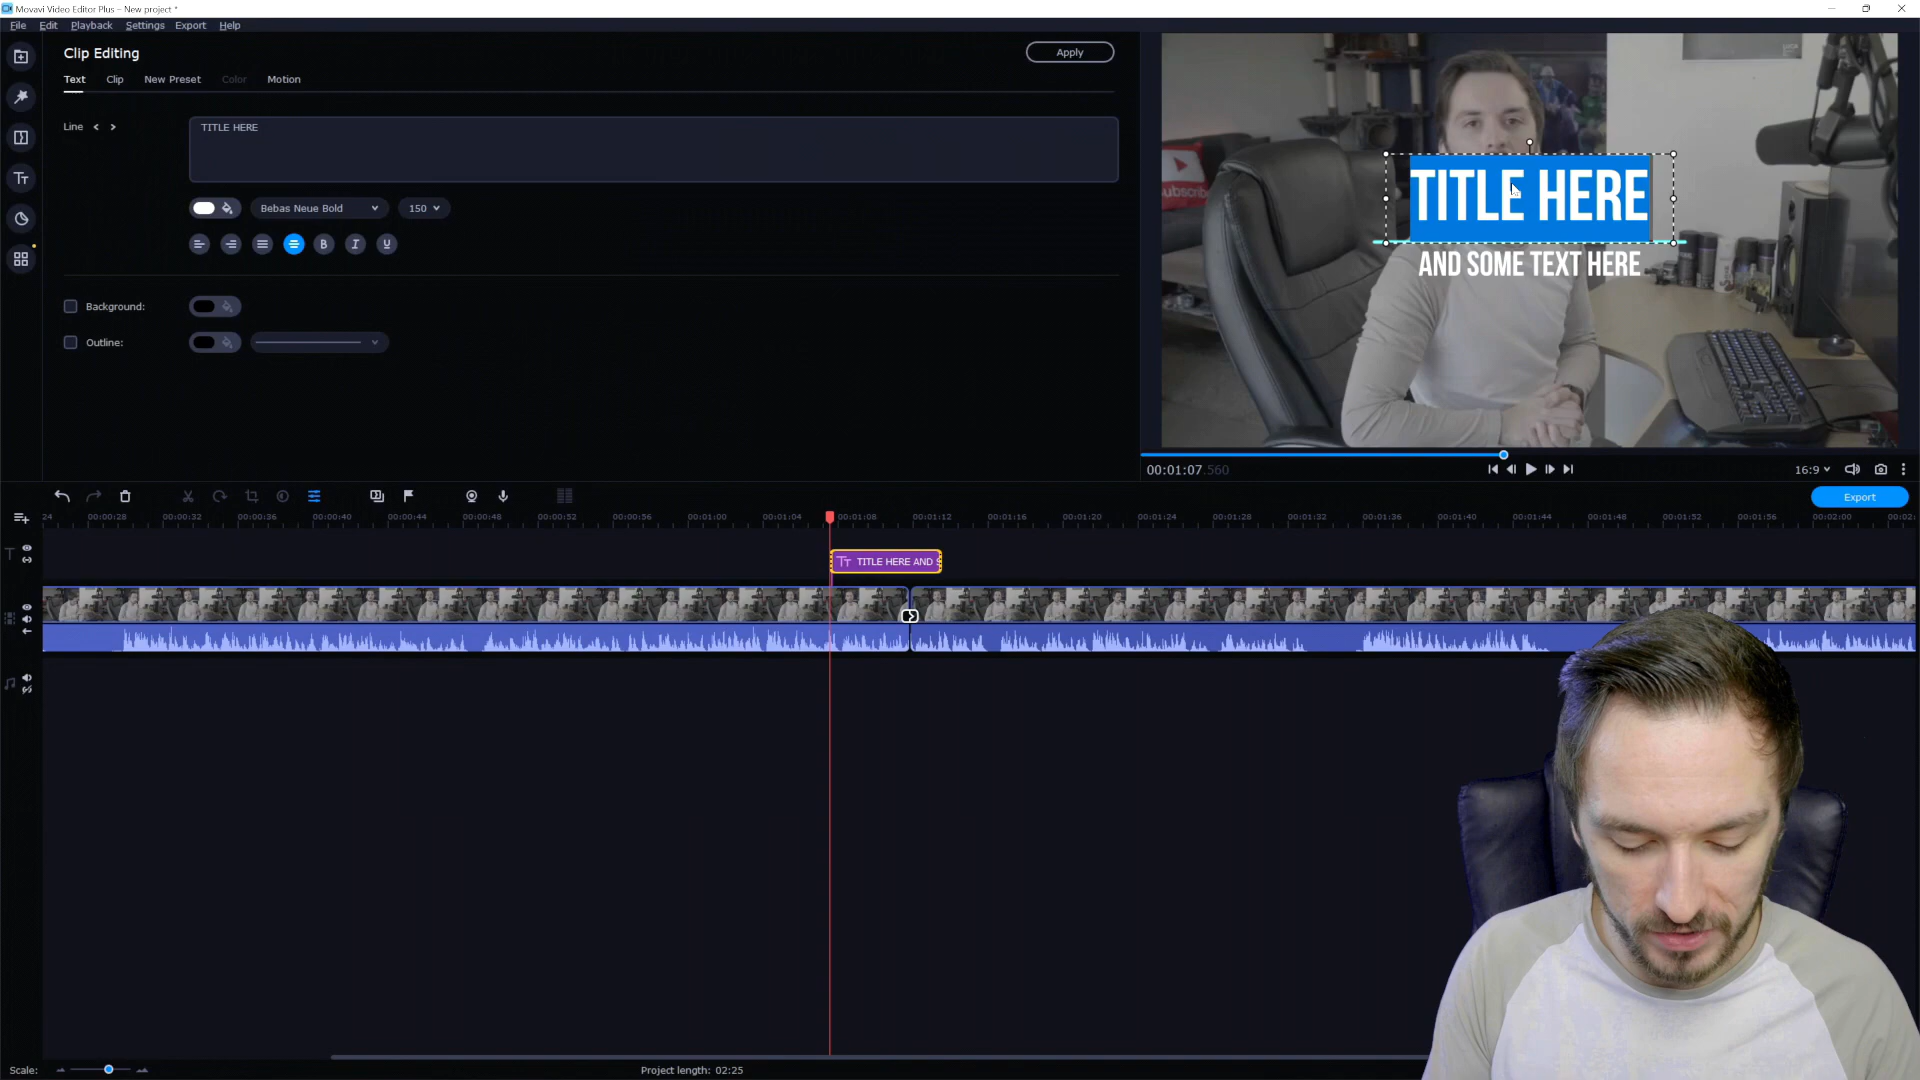 Movavi Video Editor Plus – New project *
File Edit Playback Settings Export Help
Clip Editing
Apply
Text Clip New Preset Color Motion
Line
TITLE HERE
Bebas Neue Bold 150
B I U
Background:
Outline:
TITLE HERE
AND SOME TEXT HERE
Subscrib
00:01:07.560
16:9
Export
24 00:00:28 00:00:32 00:00:36 00:00:40 00:00:44 00:00:48 00:00:52 00:00:56 00:01:00 00:01:04 00:01:08 00:01:12 00:01:16 00:01:20 00:01:24 00:01:28 00:01:32 00:01:36 00:01:40 00:01:44 00:01:48 00:01:52 00:01:56 00:02:00 00:02:
Tт TITLE HERE AND S
Scale:
Project length: 02:25